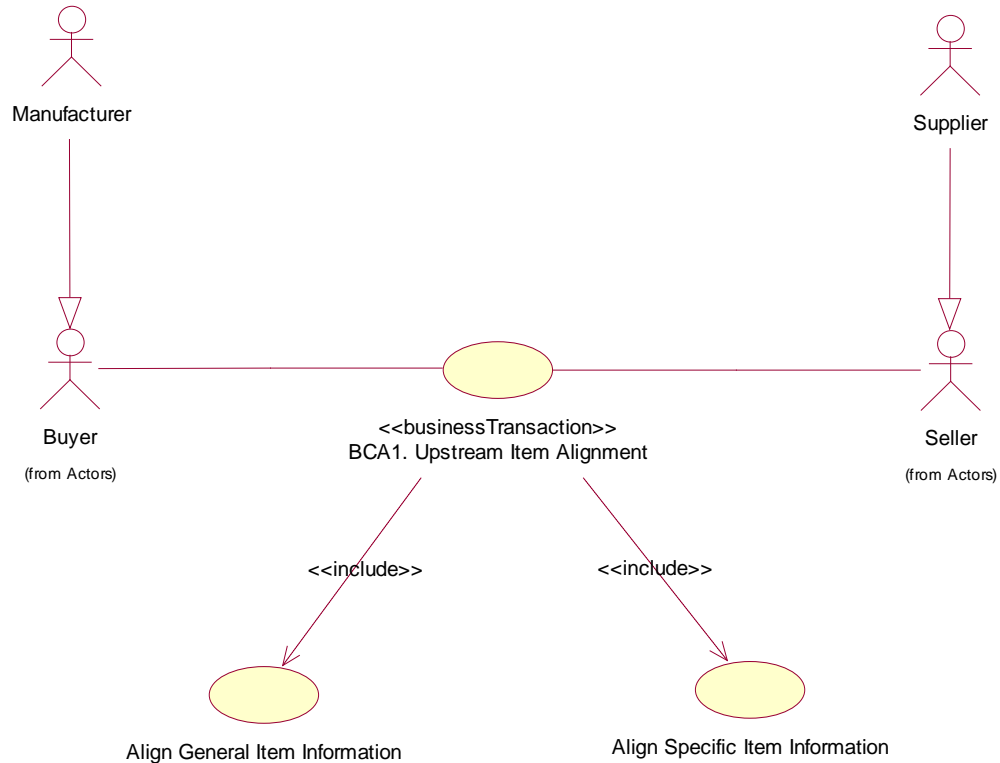 Manufacturer
Supplier
Buyer
(from Actors)
<<businessTransaction>>
BCA1. Upstream Item Alignment
Seller
(from Actors)
<<include>>
<<include>>
Align General Item Information
Align Specific Item Information